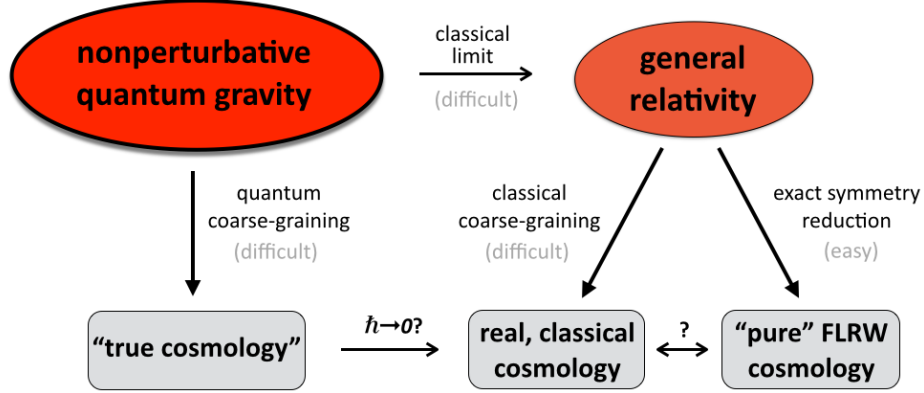 nonperturbative
quantum gravity
classical
limit
(difficult)
general
relativity
quantum
coarse-graining
(difficult)
classical
coarse-graining
(difficult)
exact symmetry
reduction
(easy)
“true cosmology”
ℏ→0?
real, classical
cosmology
?
“pure” FLRW
cosmology